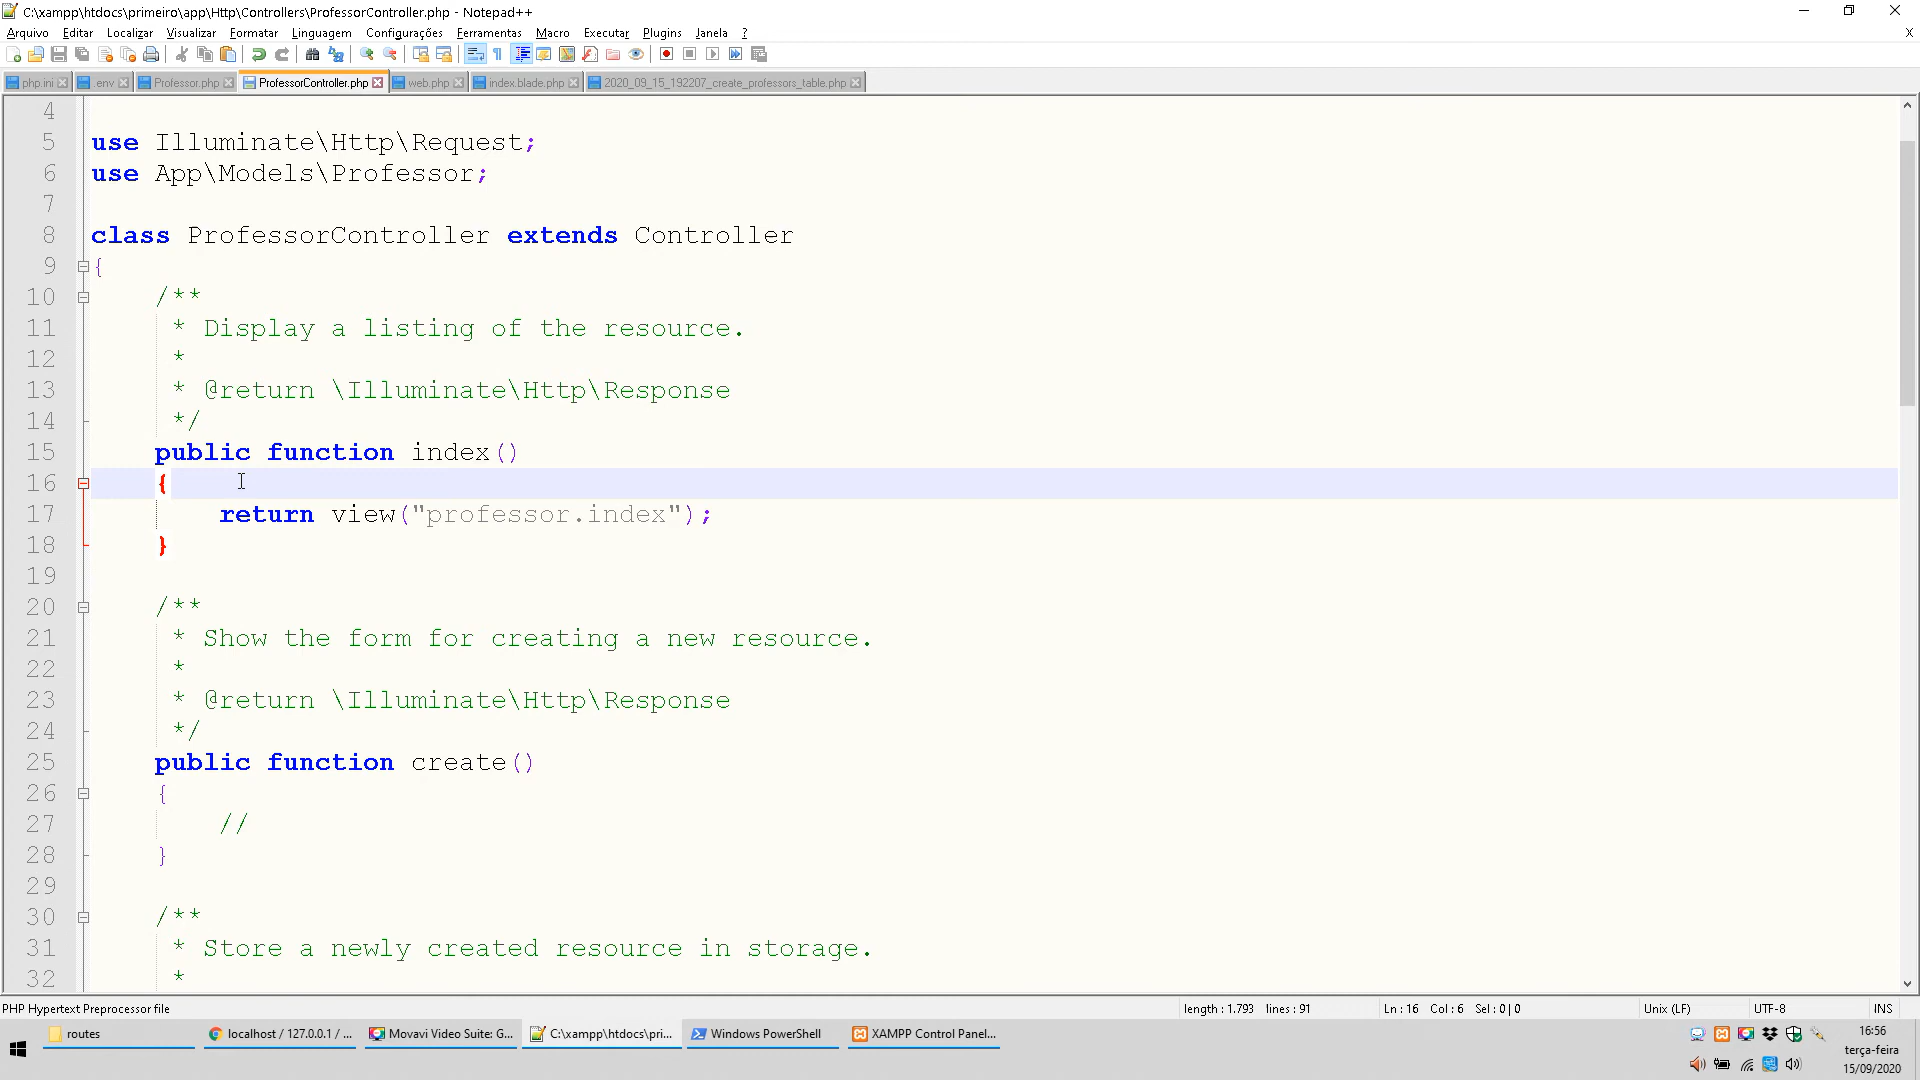 C:\xampp\htdocs\primeiro\app\Http\Controllers\ProfessorController.php - Notepad++
Arquivo Editar Localizar Visualizar Formatar Linguagem Configurações Ferramentas Macro Executar Plugins Janela ? X
php.ini .env Professor.php ProfessorController.php web.php index.blade.php 2020_09_15_192207_create_professors_table.php
4
5 use Illuminate\Http\Request;
6 use App\Models\Professor;
7
8 class ProfessorController extends Controller
9 {
10 /**
11 * Display a listing of the resource.
12 *
13 * @return \Illuminate\Http\Response
14 */
15 public function index()
16 {
17 return view("professor.index");
18 }
19
20 /**
21 * Show the form for creating a new resource.
22 *
23 * @return \Illuminate\Http\Response
24 */
25 public function create()
26 {
27 //
28 }
29
30 /**
31 * Store a newly created resource in storage.
32 *
PHP Hypertext Preprocessor file length : 1.793 lines : 91 Ln : 16 Col : 6 Sel : 0 | 0 Unix (LF) UTF-8 INS
routes localhost / 127.0.0.1 / ... Movavi Video Suite: G... C:\xampp\htdocs\pri... Windows PowerShell XAMPP Control Panel...
16:56
terça-feira
15/09/2020